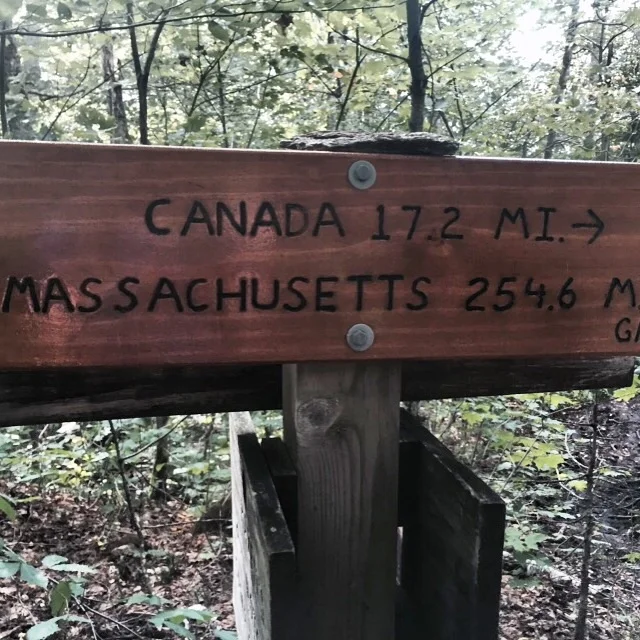 CANADA 17.2 MI.→
MASSACHUSETTS 254.6